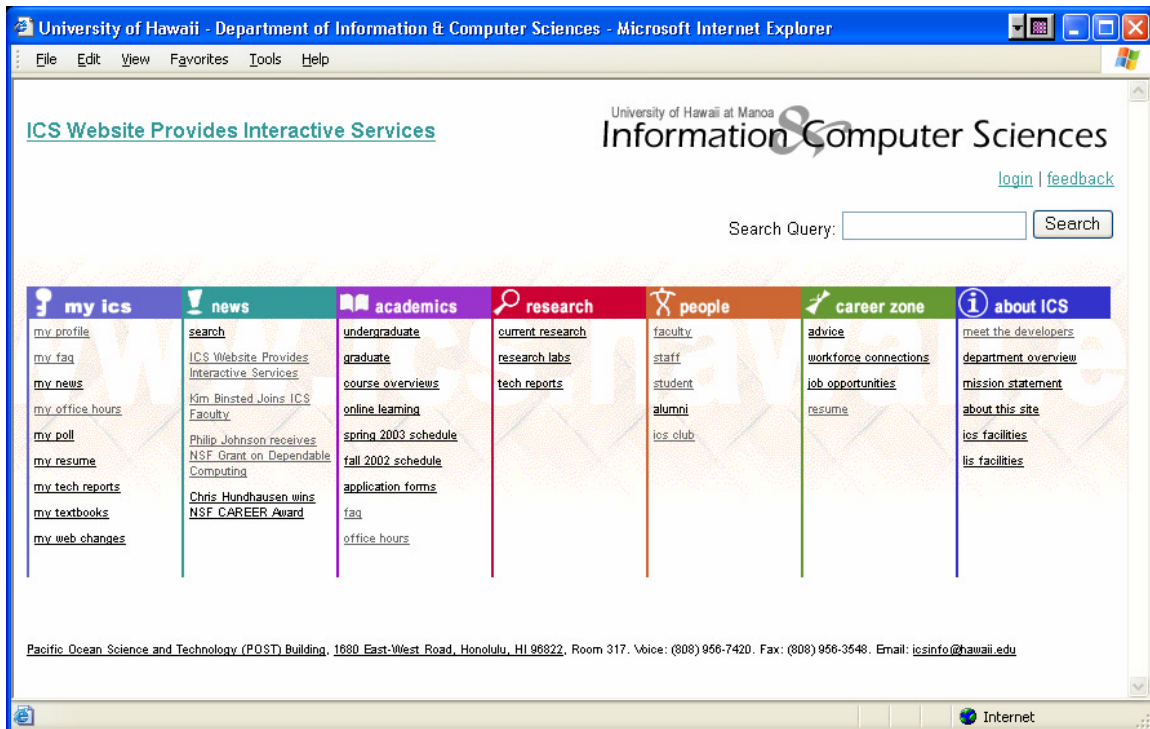 University of Hawaii - Department of Information & Computer Sciences - Microsoft Internet Explorer
File Edit View Favorites Tools Help
ICS Website Provides Interactive Services
University of Hawaii at Manoa
Information & Computer Sciences
login | feedback
Search Query: Search
my ics
my profile
my faq
my news
my office hours
my poll
my resume
my tech reports
my textbooks
my web changes
news
search
ICS Website Provides
Interactive Services
Kim Binsted Joins ICS
Faculty
Philip Johnson receives
NSF Grant on Dependable
Computing
Chris Hundhausen wins
NSF CAREER Award
academics
undergraduate
graduate
course overviews
online learning
spring 2003 schedule
fall 2002 schedule
application forms
faq
office hours
research
current research
research labs
tech reports
people
faculty
staff
student
alumni
ics club
career zone
advice
workforce connections
job opportunities
resume
about ICS
meet the developers
department overview
mission statement
about this site
ics facilities
lis facilities
Pacific Ocean Science and Technology (POST) Building, 1680 East-West Road, Honolulu, HI 96822, Room 317. Voice: (808) 956-7420. Fax: (808) 956-3548. Email: icsinfo@hawaii.edu
Internet